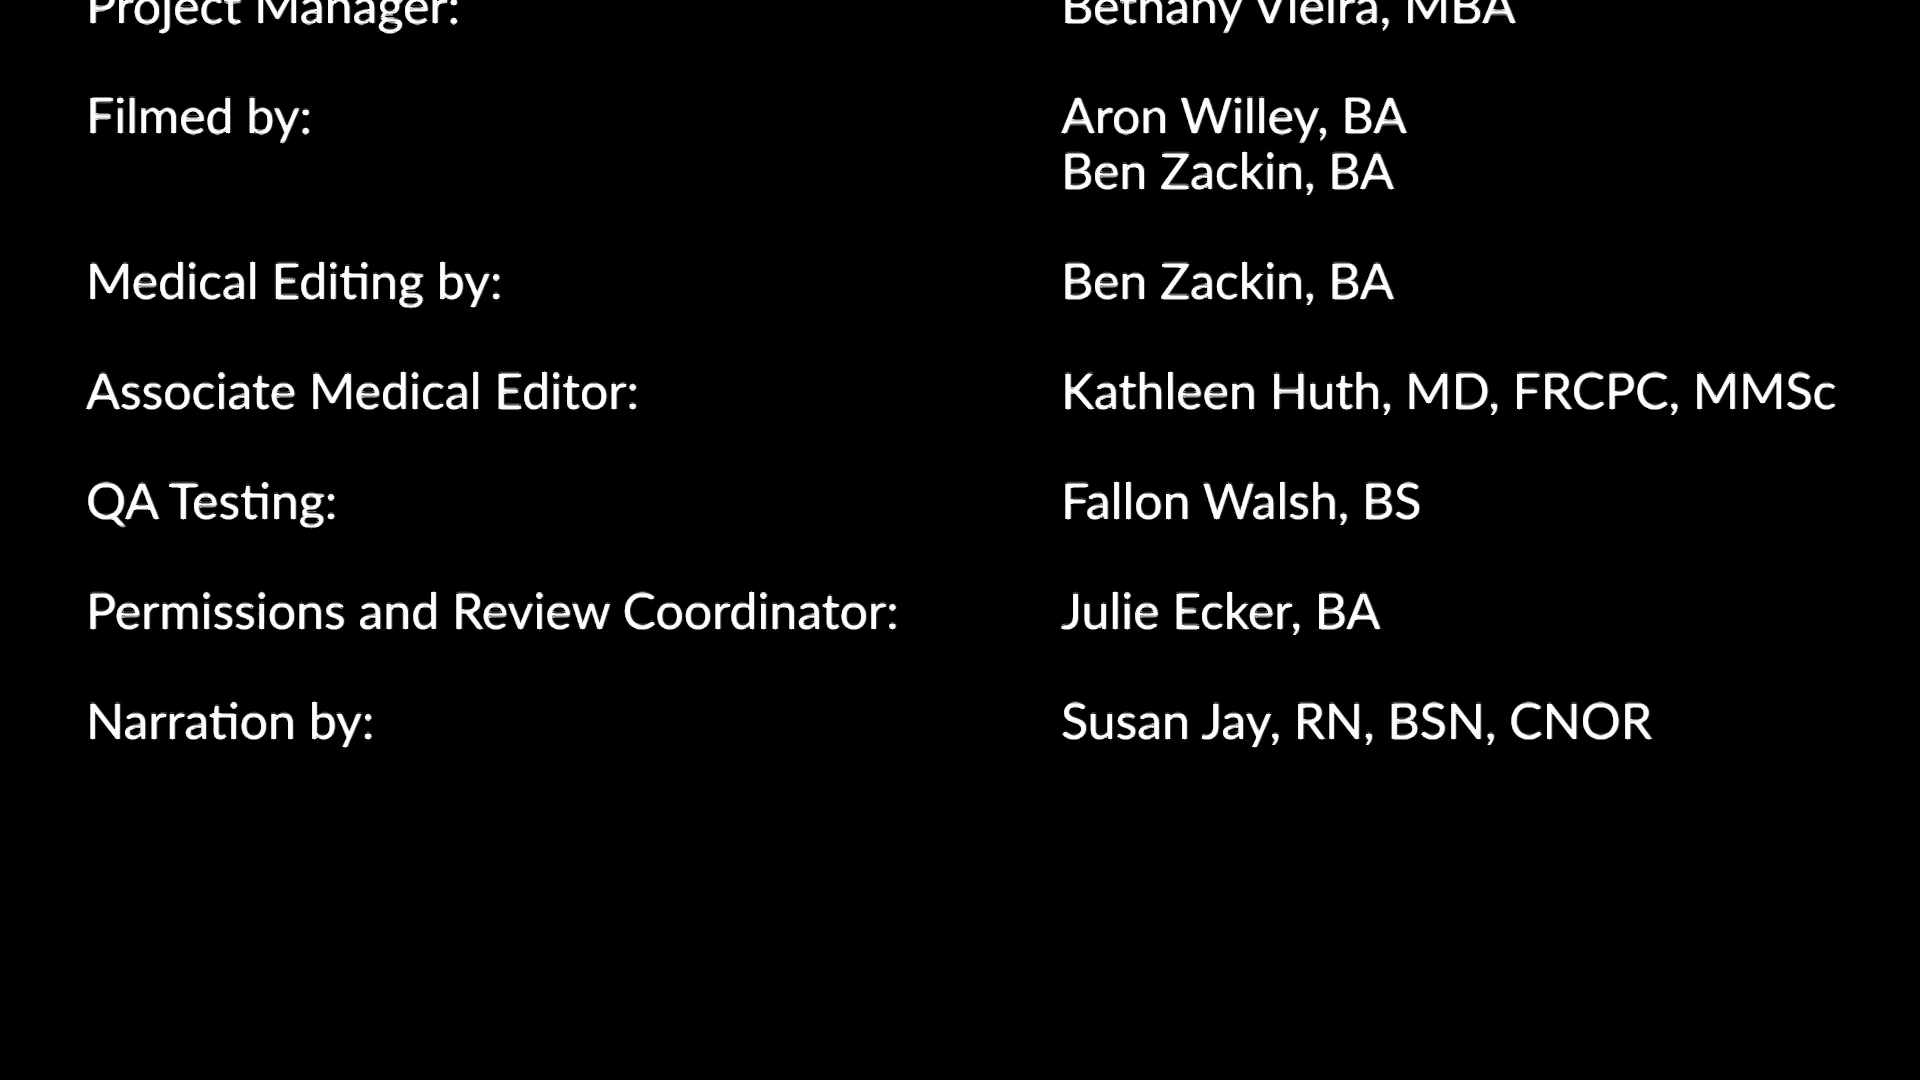 Project Manager: Bethany Vieira, MBA
Filmed by: Aron Willey, BA
Ben Zackin, BA
Medical Editing by: Ben Zackin, BA
Associate Medical Editor: Kathleen Huth, MD, FRCPC, MMSc
QA Testing: Fallon Walsh, BS
Permissions and Review Coordinator: Julie Ecker, BA
Narration by: Susan Jay, RN, BSN, CNOR